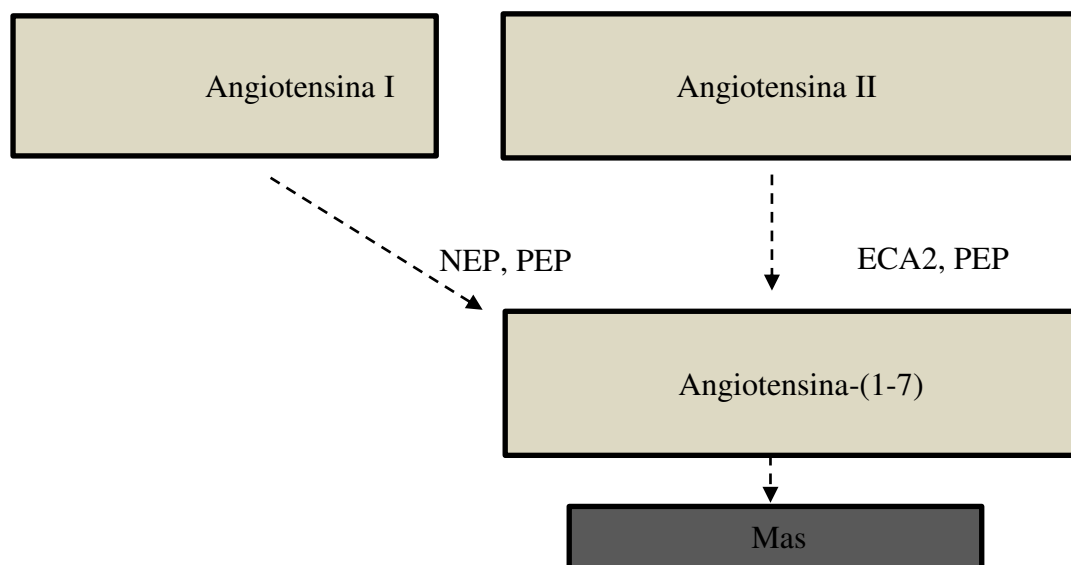 Angiotensina I
Angiotensina II
NEP, PEP
ECA2, PEP
Angiotensina-(1-7)
Mas